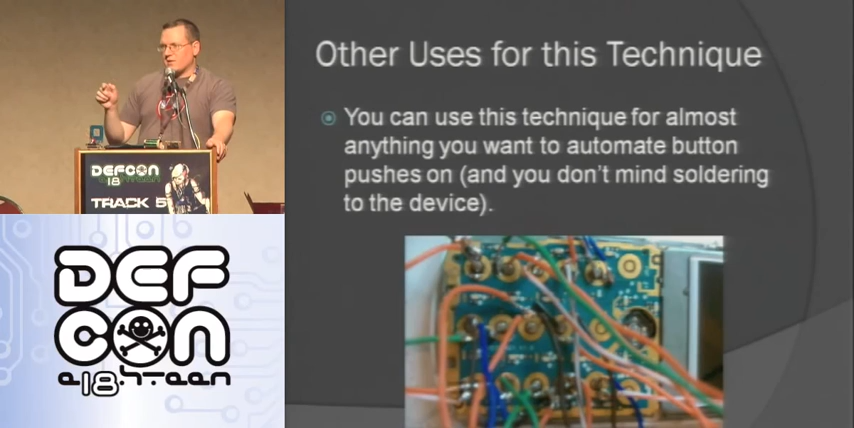 Other Uses for this Technique
You can use this technique for almost
anything you want to automate button
pushes on (and you don't mind soldering
to the device).
DEFCON
18
TRACK 5
DEF
CON